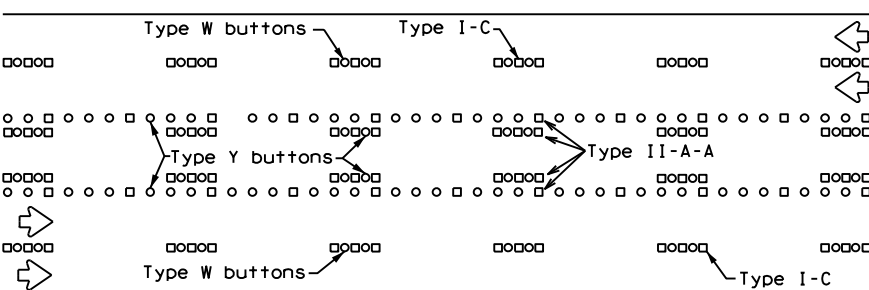 Type W buttons
Type I-C
Type Y buttons
Type II-A-A
Type W buttons
Type I-C